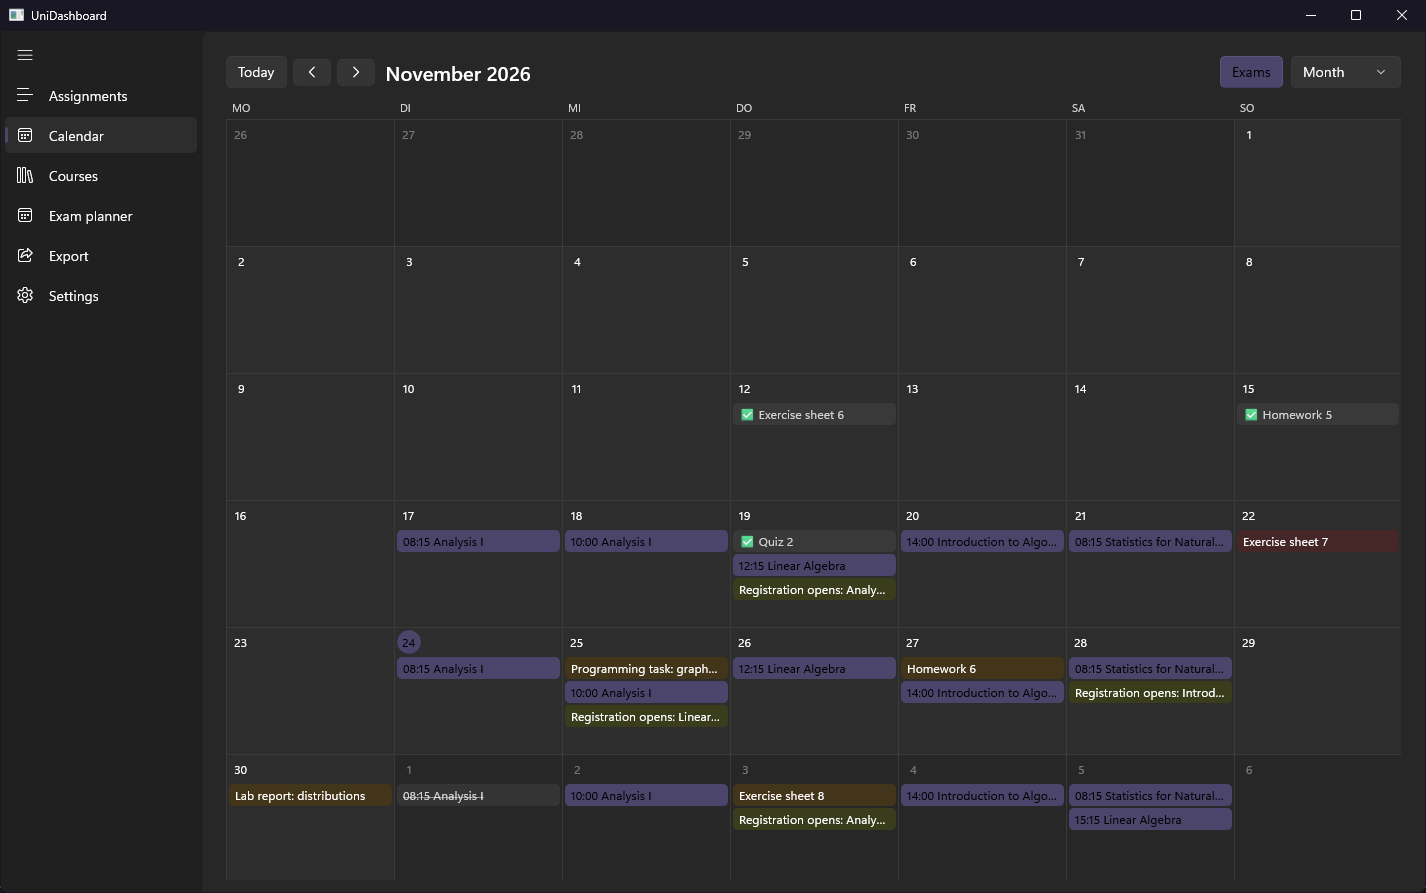 UniDashboard
Assignments
Calendar
Courses
Exam planner
Export
Settings
Today
November 2026
Exams
Month
MO DI MI DO FR SA SO
26 27 28 29 30 31 1
2 3 4 5 6 7 8
9 10 11 12 13 14 15
Exercise sheet 6
Homework 5
16 17 18 19 20 21 22
08:15 Analysis I
10:00 Analysis I
Quiz 2
12:15 Linear Algebra
Registration opens: Analy...
14:00 Introduction to Algo...
08:15 Statistics for Natural...
Exercise sheet 7
23 24 25 26 27 28 29
08:15 Analysis I
Programming task: graph...
10:00 Analysis I
Registration opens: Linear...
12:15 Linear Algebra
Homework 6
14:00 Introduction to Algo...
08:15 Statistics for Natural...
Registration opens: Introd...
30 1 2 3 4 5 6
Lab report: distributions
08:15 Analysis I
10:00 Analysis I
Exercise sheet 8
Registration opens: Analy...
14:00 Introduction to Algo...
08:15 Statistics for Natural...
15:15 Linear Algebra